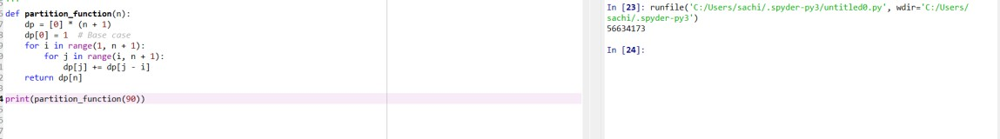 def partition_function(n):
    dp = [0] * (n + 1)
    dp[0] = 1  # Base case
    for i in range(1, n + 1):
        for j in range(i, n + 1):
            dp[j] += dp[j - i]
    return dp[n]
print(partition_function(90))
In [23]: runfile('C:/Users/sachi/.spyder-py3/untitled0.py', wdir='C:/Users/
sachi/.spyder-py3')
56634173
In [24]: